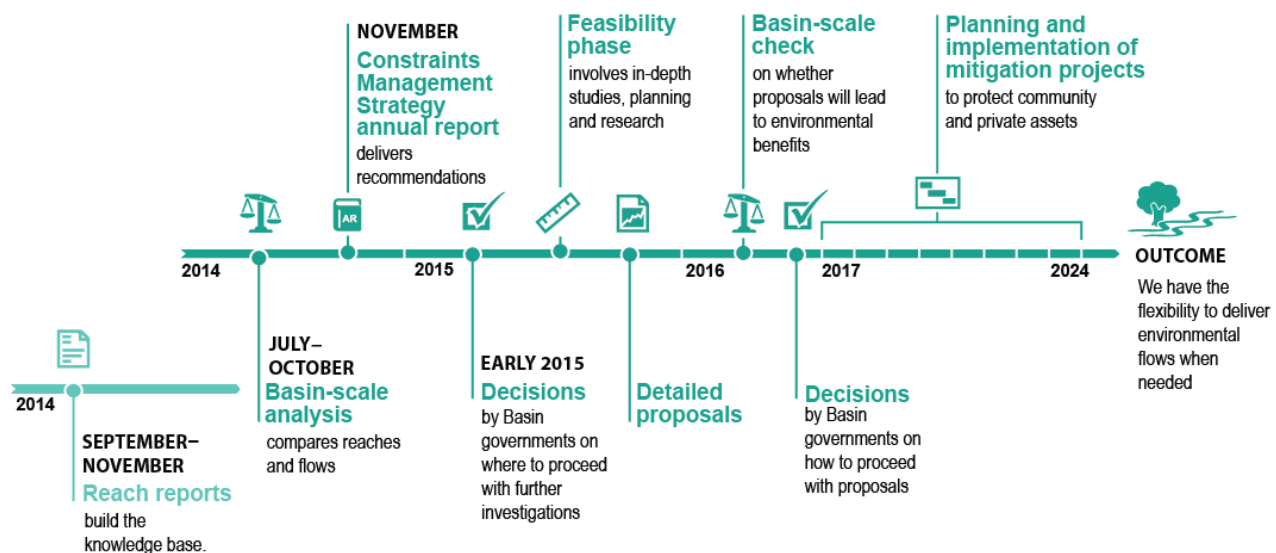 NOVEMBER
Constraints
Management
Strategy
annual report
delivers
recommendations
Feasibility
phase
involves in-depth
studies, planning
and research
Basin-scale
check
on whether
proposals will lead
to environmental
benefits
Planning and
implementation of
mitigation projects
to protect community
and private assets
AR
2014
2015
2016
2017
2024
OUTCOME
We have the
flexibility to deliver
environmental
flows when
needed
2014
SEPTEMBER–
NOVEMBER
Reach reports
build the
knowledge base.
JULY–
OCTOBER
Basin-scale
analysis
compares reaches
and flows
EARLY 2015
Decisions
by Basin
governments on
where to proceed
with further
investigations
Detailed
proposals
Decisions
by Basin
governments on
how to proceed
with proposals